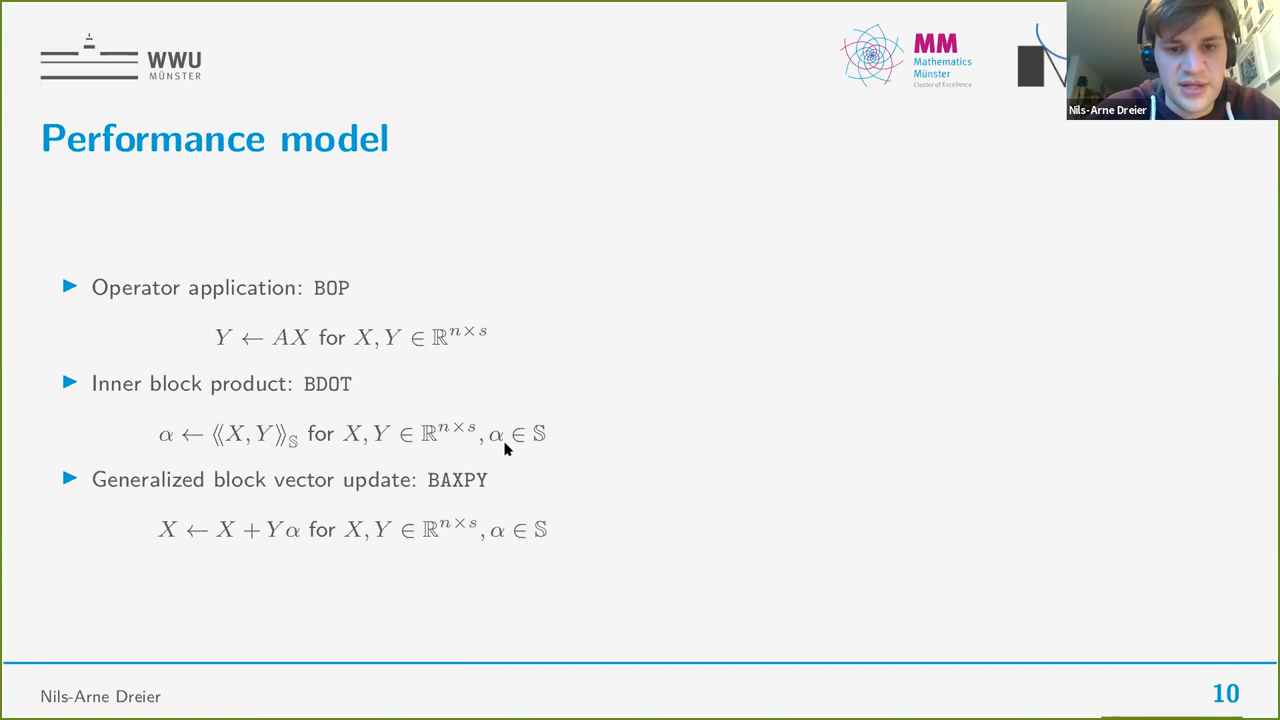 WWU
MÜNSTER
MM
Mathematics
Münster
Cluster of Excellence
Nils-Arne Dreier
Performance model
Operator application: BOP
Y ← AX for X, Y ∈ ℝⁿˣˢ
Inner block product: BDOT
α ← ⟪X, Y⟫_𝕊 for X, Y ∈ ℝⁿˣˢ, α ∈ 𝕊
Generalized block vector update: BAXPY
X ← X + Yα for X, Y ∈ ℝⁿˣˢ, α ∈ 𝕊
Nils-Arne Dreier
10